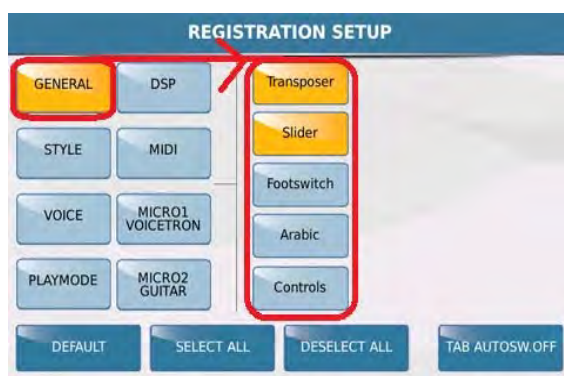 REGISTRATION SETUP
GENERAL
DSP
Transposer
STYLE
MIDI
Slider
Footswitch
VOICE
MICRO1
VOICETRON
Arabic
PLAYMODE
MICRO2
GUITAR
Controls
DEFAULT
SELECT ALL
DESELECT ALL
TAB AUTOSW.OFF